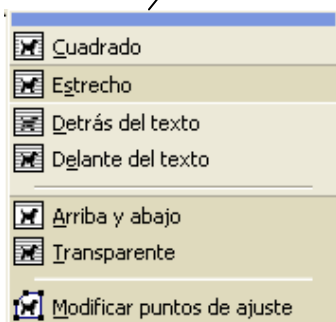 Cuadrado
Estrecho
Detrás del texto
Delante del texto
Arriba y abajo
Transparente
Modificar puntos de ajuste